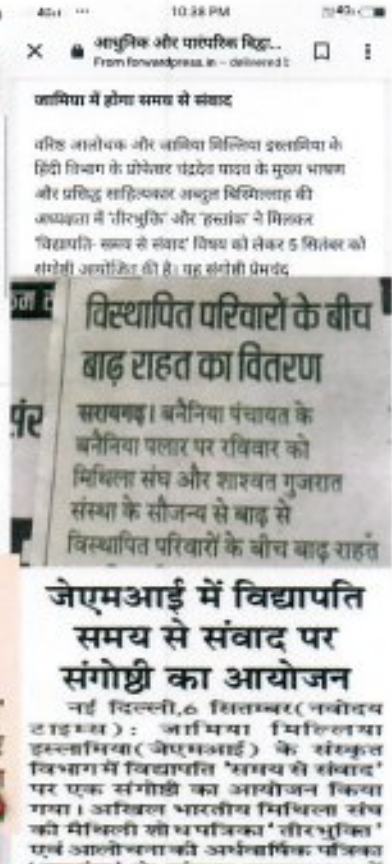 10:38 PM
आधुनिक और पारंपरिक बिद्वा...
From forwardpress.in – delivered t
जामिया में होगा समय से संवाद
वरिष्ठ आलोचक और जामिया मिल्लिया इस्लामिया के
हिंदी विभाग के प्रोफेसर चंद्रदेव यादव के मुख्य भाषण
और प्रसिद्ध साहित्यकार अब्दुल बिस्मिल्लाह की
अध्यक्षता में 'तीरभुक्ति' और 'हस्तांक' ने मिलकर
'विद्यापति- समय से संवाद' विषय को लेकर 5 सितंबर को
संगोष्ठी आयोजित की है। यह संगोष्ठी प्रेमचंद
विस्थापित परिवारों के बीच
बाढ़ राहत का वितरण
सरायगढ़। बनैनिया पंचायत के
बनैनिया पलार पर रविवार को
मिथिला संघ और शाश्वत गुजरात
संस्था के सौजन्य से बाढ़ से
विस्थापित परिवारों के बीच बाढ़ राहत
जेएमआई में विद्यापति
समय से संवाद पर
संगोष्ठी का आयोजन
नई दिल्ली,6 सितम्बर(नवोदय
टाइम्स): जामिया मिल्लिया
इस्लामिया(जेएमआई) के संस्कृत
विभाग में विद्यापति 'समय से संवाद'
पर एक संगोष्ठी का आयोजन किया
गया। अखिल भारतीय मिथिला संघ
की मैथिली शोधपत्रिका 'तीरभुक्ति'
एवं आलोचना की अर्धवार्षिक पत्रिका